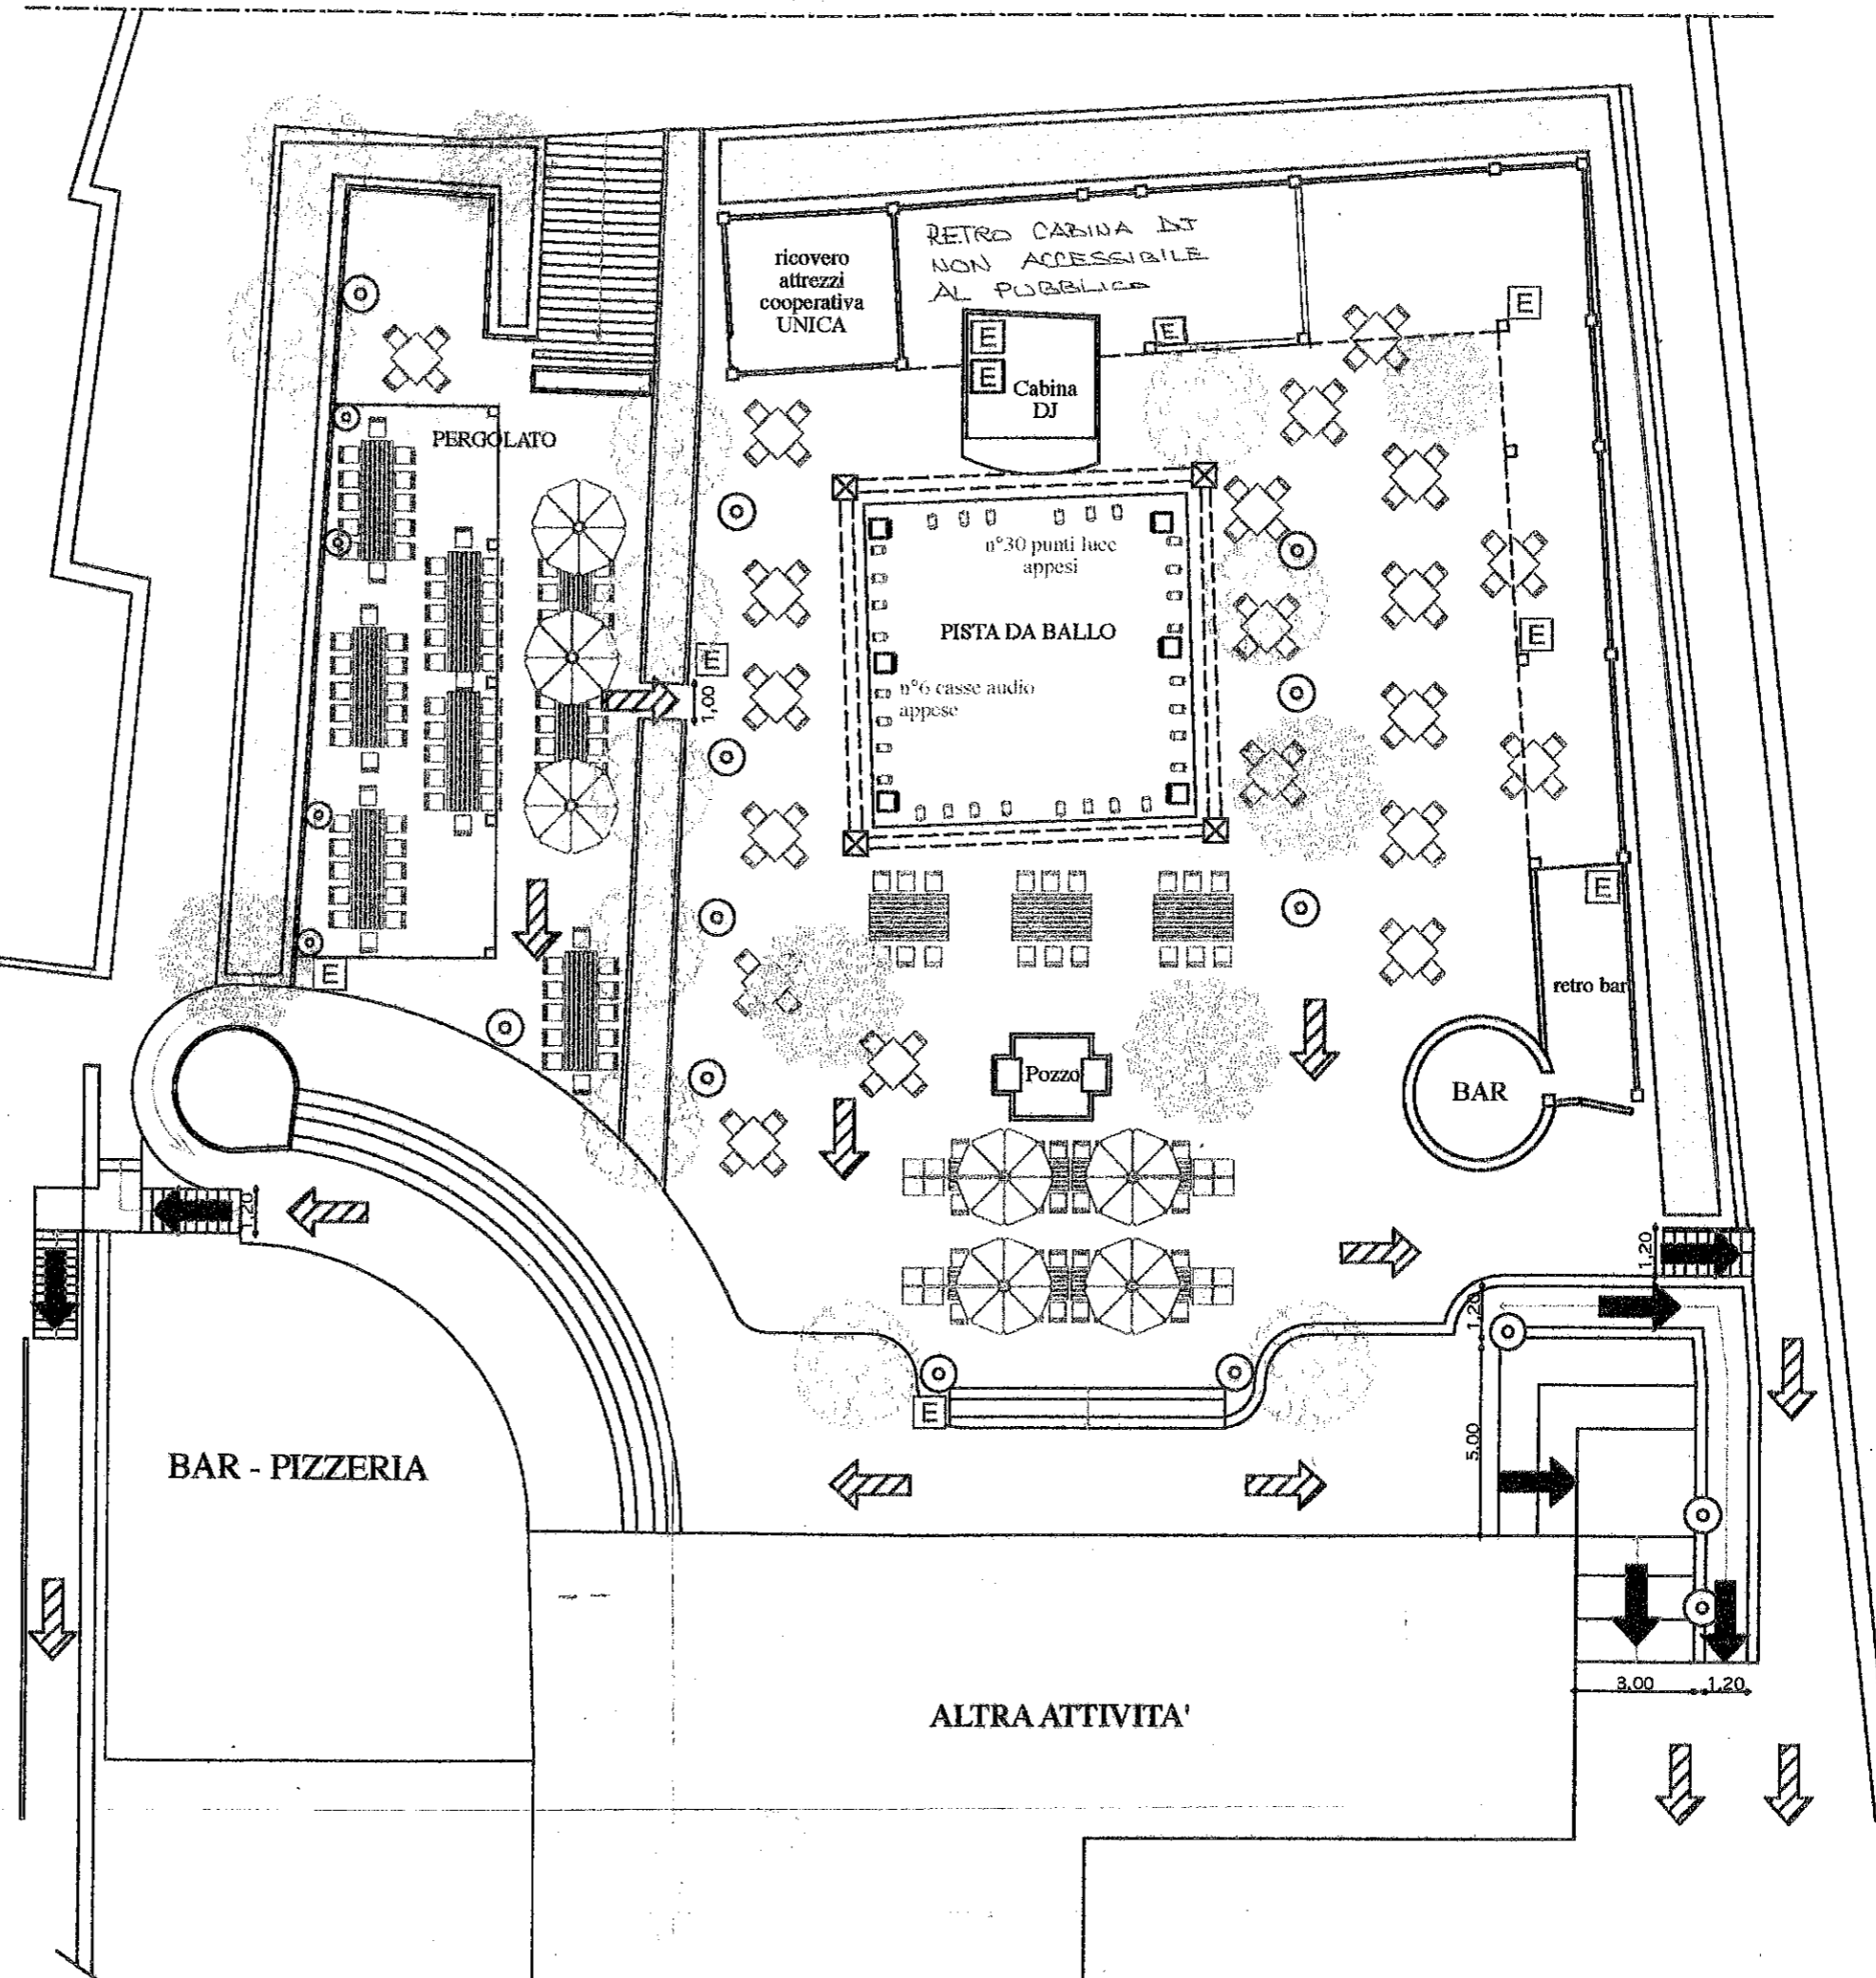 RETRO CABINA DJ
NON ACCESSIBILE
AL PUBBLICO
ricovero
attrezzi
cooperativa
UNICA
E
E
E
E
Cabina
DJ
PERGOLATO
n°30 punti luce
appesi
PISTA DA BALLO
E
E
1,00
n°6 casse audio
appese
E
E
retro bar
Pozzo
BAR
1,20
1,20
1,20
E
5.00
BAR - PIZZERIA
3.00
1.20
ALTRA ATTIVITA'